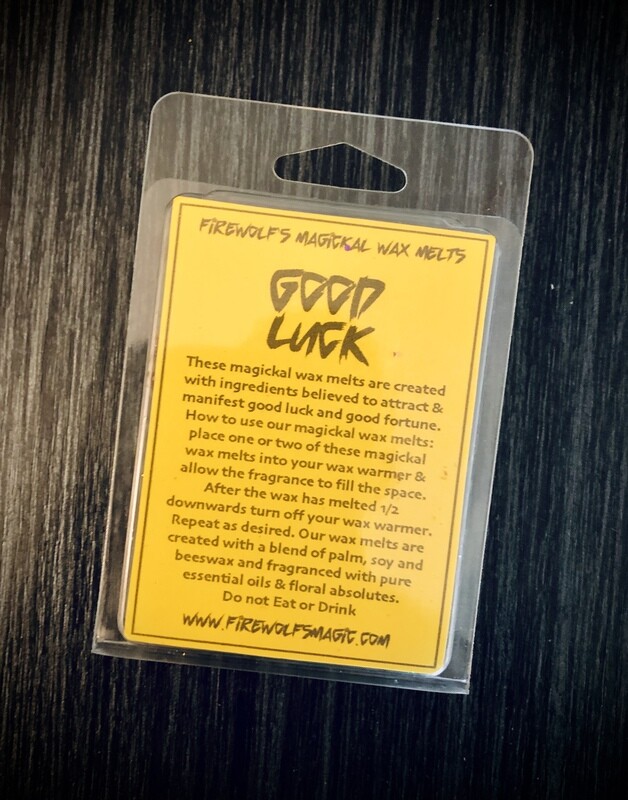 FIREWOLF'S MAGICKAL WAX MELTS
GOOD
LUCK
These magickal wax melts are created
with ingredients believed to attract &
manifest good luck and good fortune.
How to use our magickal wax melts:
place one or two of these magickal
wax melts into your wax warmer &
allow the fragrance to fill the space.
After the wax has melted 1/2
downwards turn off your wax warmer.
Repeat as desired. Our wax melts are
created with a blend of palm, soy and
beeswax and fragranced with pure
essential oils & floral absolutes.
Do not Eat or Drink
WWW.FIREWOLFSMAGIC.COM